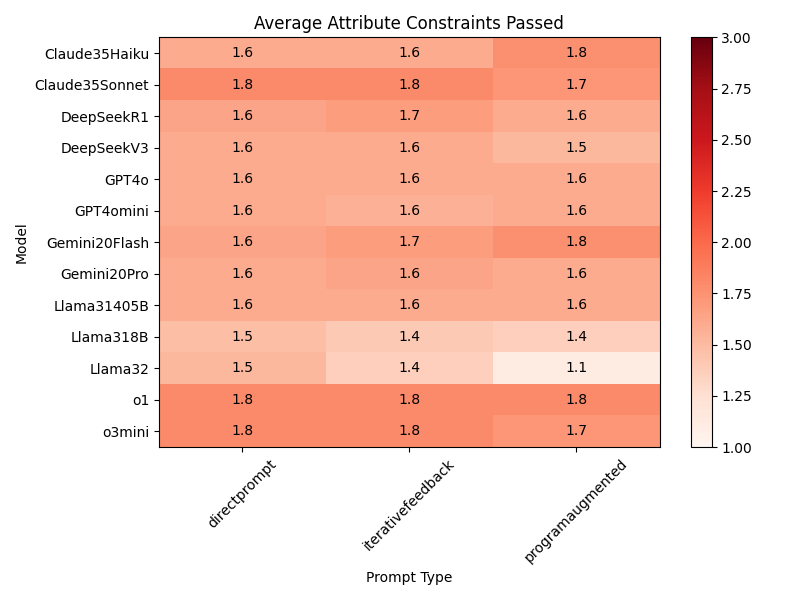 Average Attribute Constraints Passed
Model
Claude35Haiku 1.6 1.6 1.8
Claude35Sonnet 1.8 1.8 1.7
DeepSeekR1 1.6 1.7 1.6
DeepSeekV3 1.6 1.6 1.5
GPT4o 1.6 1.6 1.6
GPT4omini 1.6 1.6 1.6
Gemini20Flash 1.6 1.7 1.8
Gemini20Pro 1.6 1.6 1.6
Llama31405B 1.6 1.6 1.6
Llama318B 1.5 1.4 1.4
Llama32 1.5 1.4 1.1
o1 1.8 1.8 1.8
o3mini 1.8 1.8 1.7
directprompt iterativefeedback programaugmented
Prompt Type
3.00
2.75
2.50
2.25
2.00
1.75
1.50
1.25
1.00